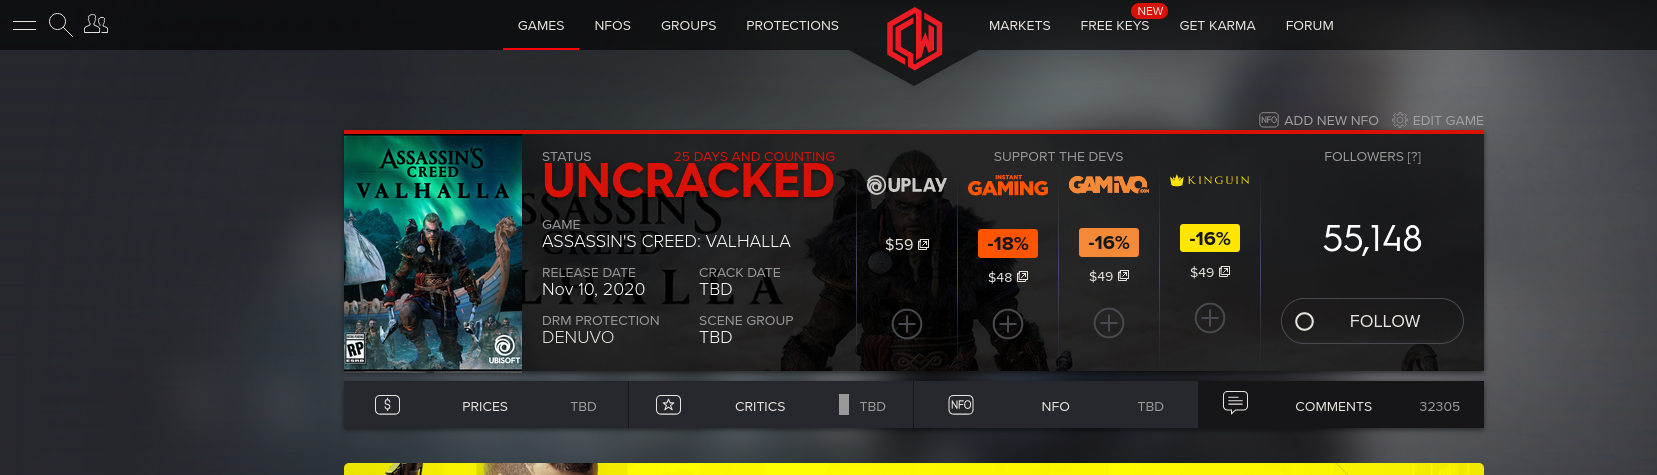 GAMES NFOS GROUPS PROTECTIONS CW MARKETS FREE KEYS NEW GET KARMA FORUM
NFO ADD NEW NFO EDIT GAME
ASSASSIN'S
CREED
VALHALLA
RP
ESRB
UBISOFT
STATUS 25 DAYS AND COUNTING
UNCRACKED
GAME
ASSASSIN'S CREED: VALHALLA
RELEASE DATE CRACK DATE
Nov 10, 2020 TBD
DRM PROTECTION SCENE GROUP
DENUVO TBD
SUPPORT THE DEVS
UPLAY INSTANT GAMING GAMIVO.COM KINGUIN
$59 -18% -16% -16%
$48 $49 $49
FOLLOWERS [?]
55,148
FOLLOW
$ PRICES TBD CRITICS TBD NFO NFO TBD COMMENTS 32305